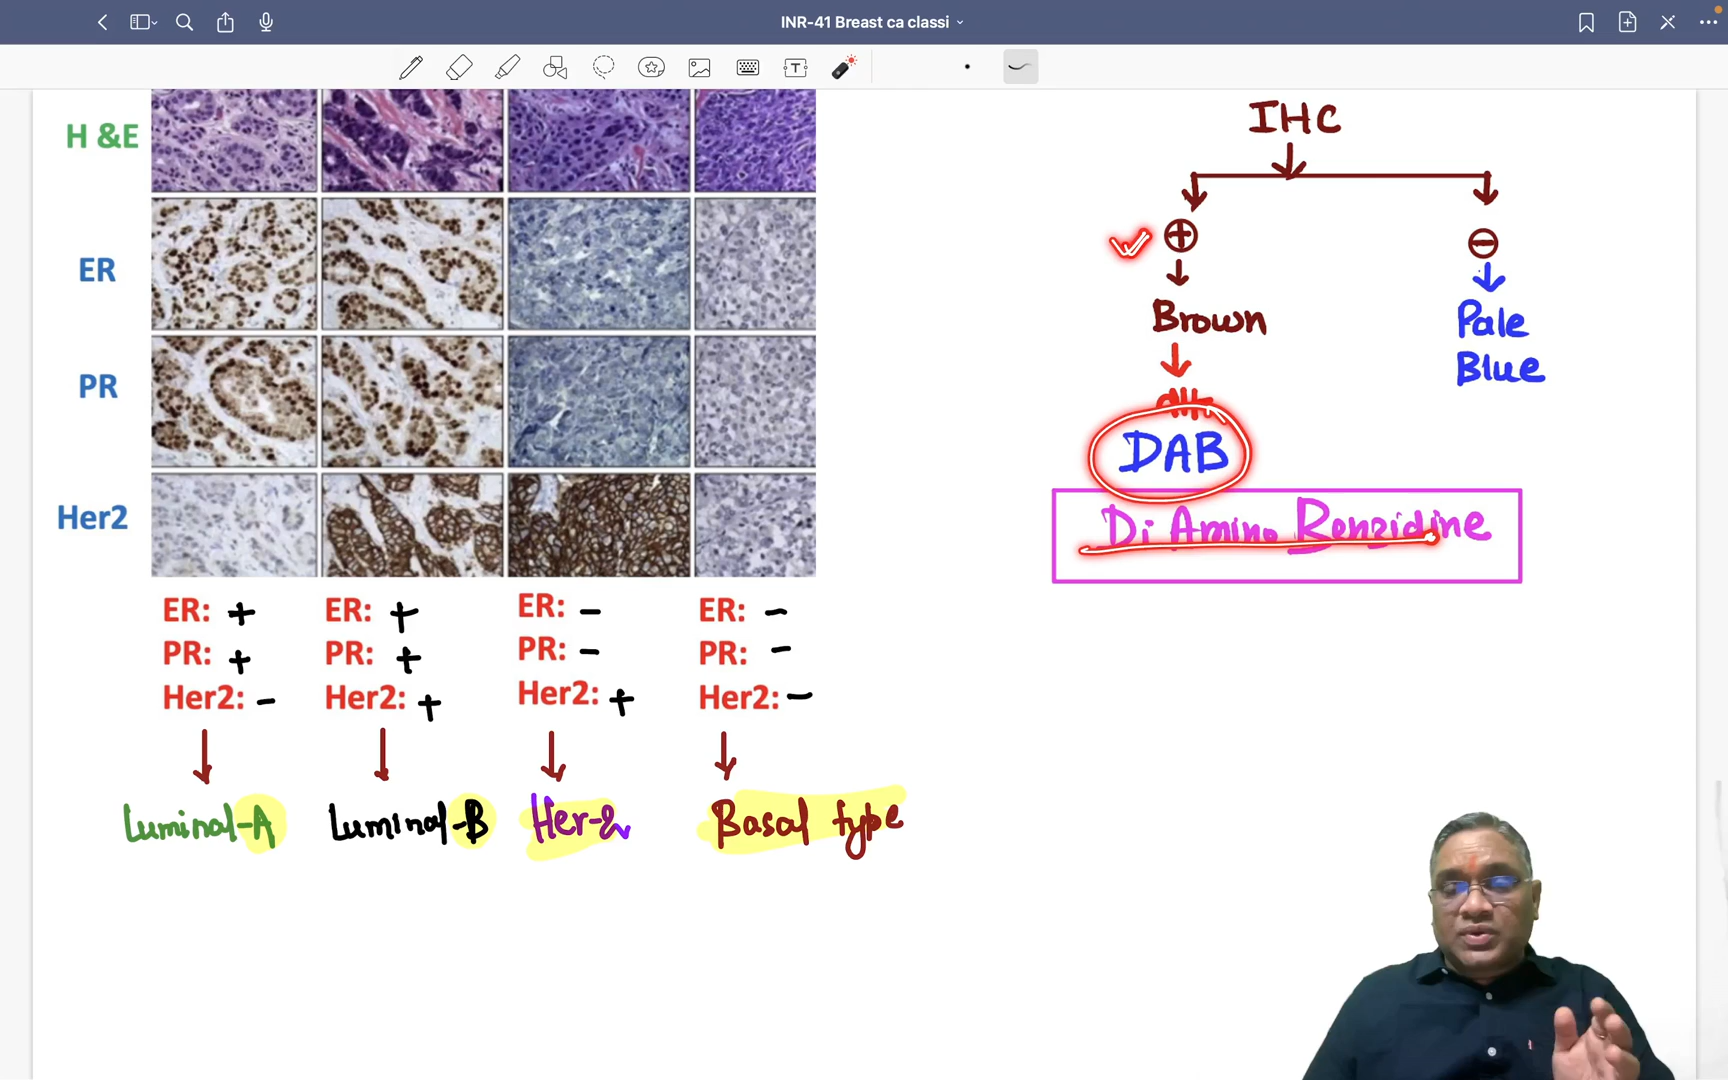 INR-41 Breast ca classi
H &E
ER
PR
Her2
ER: +
PR: +
Her2: -
Luminal-A
ER: +
PR: +
Her2: +
Luminal-B
ER: -
PR: -
Her2: +
Her-2
ER: -
PR: -
Her2: -
Basal type
IHC
+
Brown
DAB
Di Amino Benzidine
-
Pale
Blue